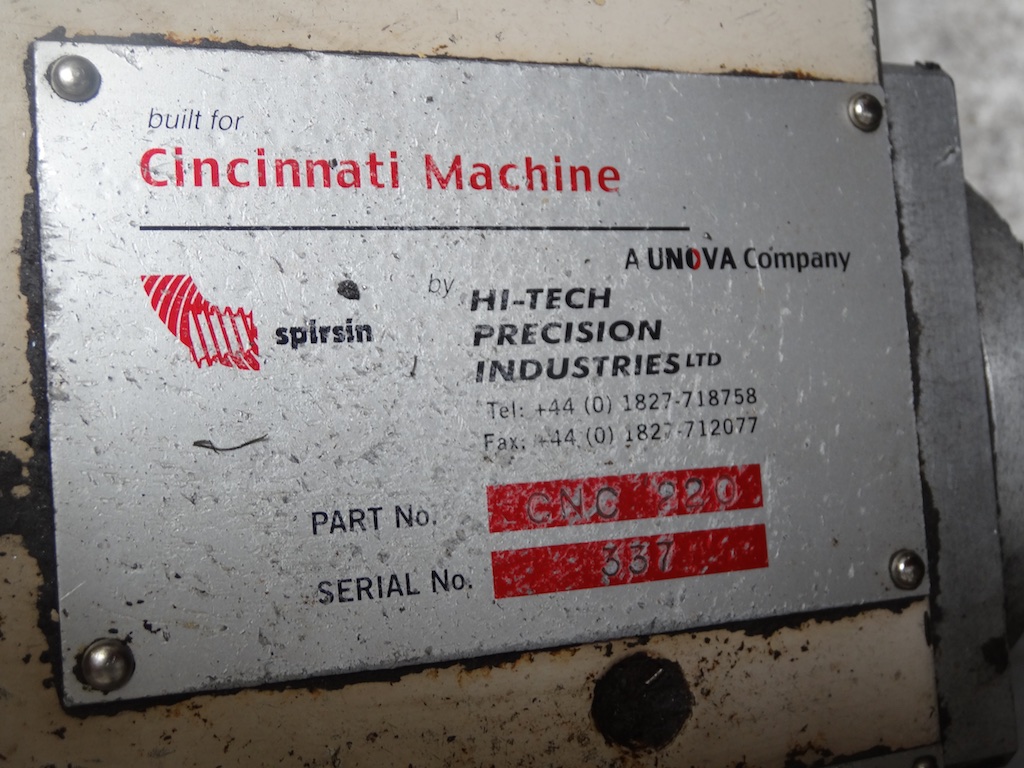 built for
Cincinnati Machine
A UNOVA Company
spirsin
by HI-TECH
PRECISION
INDUSTRIES LTD
Tel: +44 (0) 1827-718758
Fax: +44 (0) 1827-712077
PART No. CNC 220
SERIAL No. 337